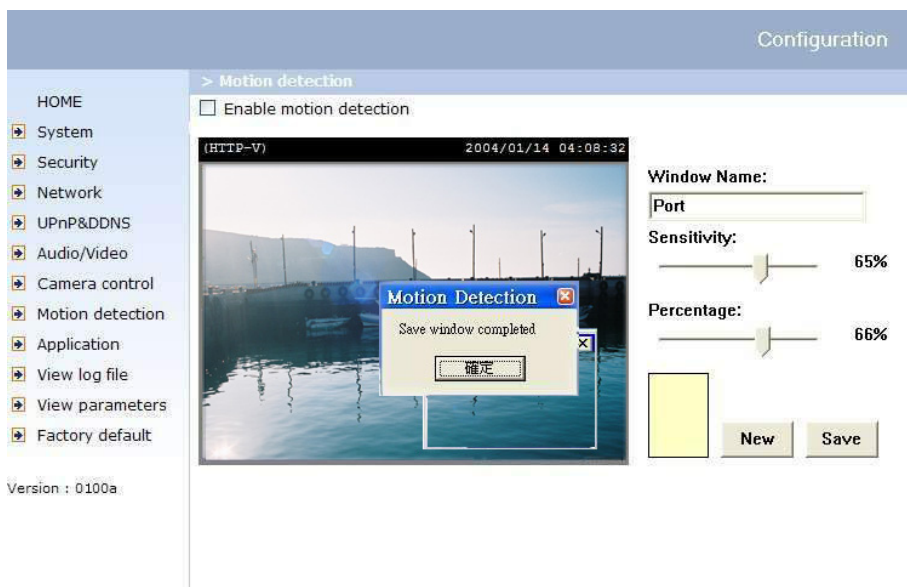 Configuration
> Motion detection
HOME
System
Security
Network
UPnP&DDNS
Audio/Video
Camera control
Motion detection
Application
View log file
View parameters
Factory default
Version : 0100a
Enable motion detection
(HTTP-V) 2004/01/14 04:08:32
Motion Detection
Save window completed
確定
Window Name:
Port
Sensitivity:
65%
Percentage:
66%
New Save